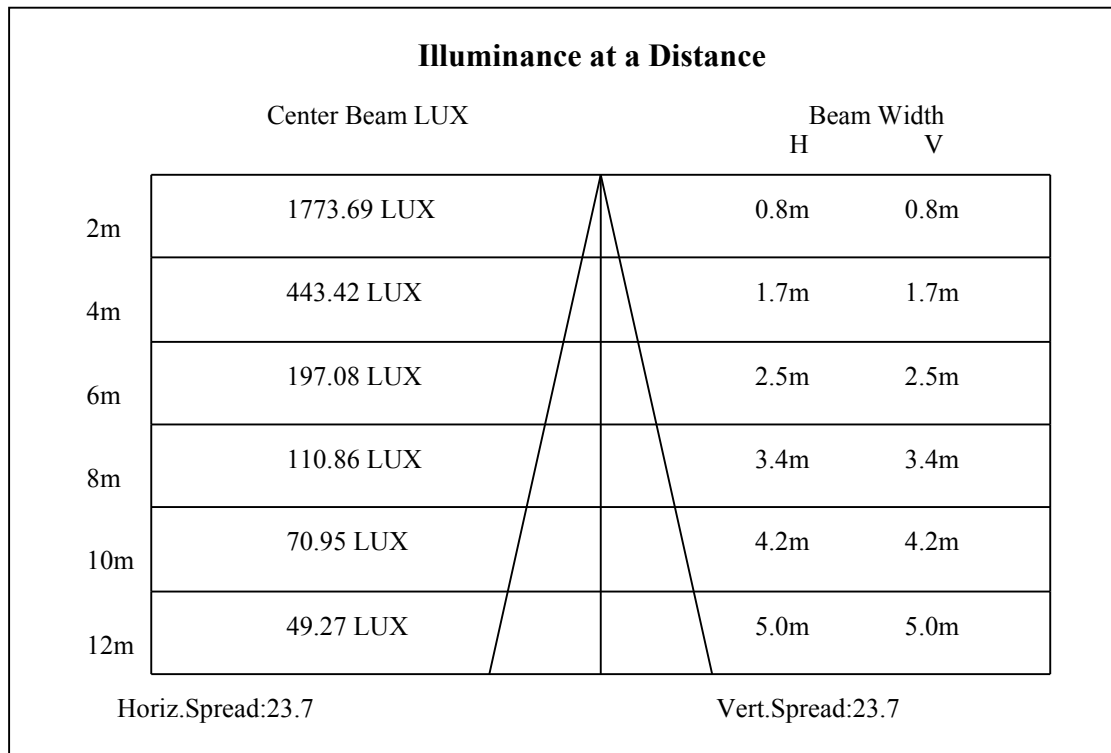 Illuminance at a Distance
Center Beam LUX Beam Width
H V
1773.69 LUX 0.8m 0.8m
2m
443.42 LUX 1.7m 1.7m
4m
197.08 LUX 2.5m 2.5m
6m
110.86 LUX 3.4m 3.4m
8m
70.95 LUX 4.2m 4.2m
10m
49.27 LUX 5.0m 5.0m
12m
Horiz.Spread:23.7 Vert.Spread:23.7